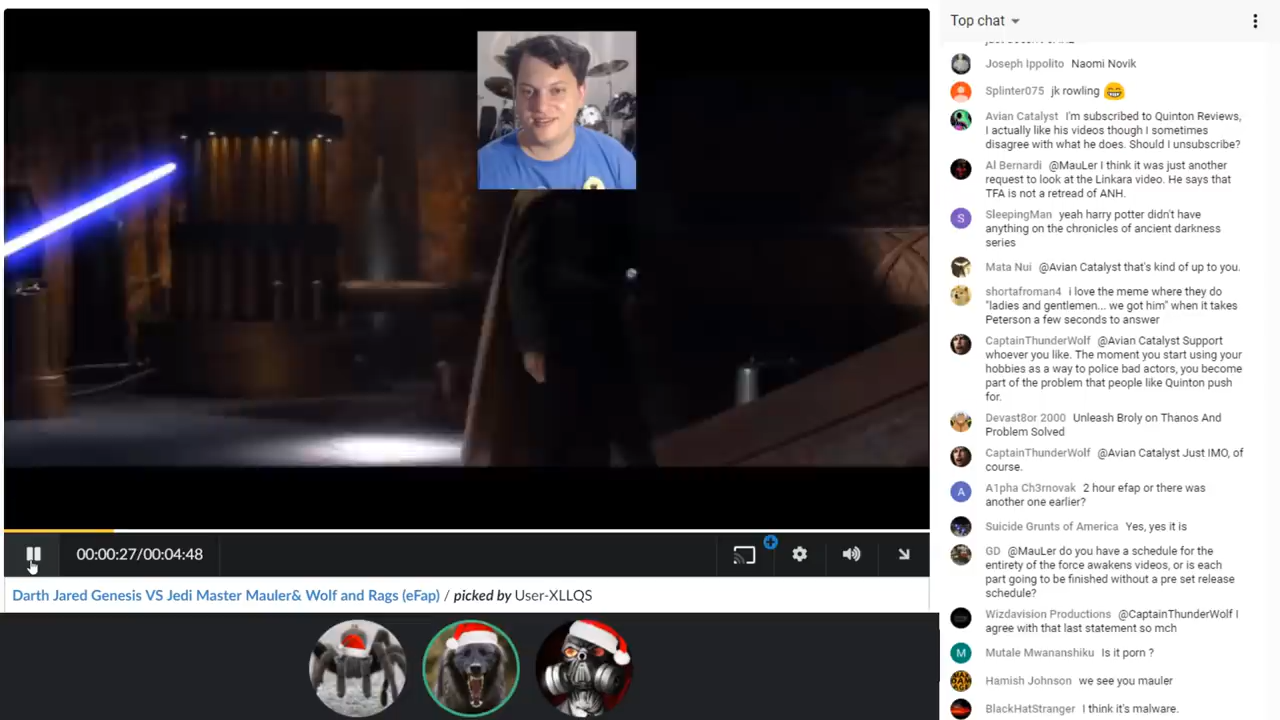 Top chat
Joseph Ippolito Naomi Novik
Splinter075 jk rowling 😁
Avian Catalyst I'm subscribed to Quinton Reviews,
I actually like his videos though I sometimes
disagree with what he does. Should I unsubscribe?
Al Bernardi @MauLer I think it was just another
request to look at the Linkara video. He says that
TFA is not a retread of ANH.
S
SleepingMan yeah harry potter didn't have
anything on the chronicles of ancient darkness
series
Mata Nui @Avian Catalyst that's kind of up to you.
shortafroman4 i love the meme where they do
"ladies and gentlemen... we got him" when it takes
Peterson a few seconds to answer
CaptainThunderWolf @Avian Catalyst Support
whoever you like. The moment you start using your
hobbies as a way to police bad actors, you become
part of the problem that people like Quinton push
for.
Devast8or 2000 Unleash Broly on Thanos And
Problem Solved
CaptainThunderWolf @Avian Catalyst Just IMO, of
course.
A
A1pha Ch3rnovak 2 hour efap or there was
another one earlier?
Suicide Grunts of America Yes, yes it is
GD @MauLer do you have a schedule for the
entirety of the force awakens videos, or is each
part going to be finished without a pre set release
schedule?
Wizdavision Productions @CaptainThunderWolf I
agree with that last statement so mch
M
Mutale Mwananshiku Is it porn ?
Hamish Johnson we see you mauler
BlackHatStranger I think it's malware.
00:00:27/00:04:48
Darth Jared Genesis VS Jedi Master Mauler& Wolf and Rags (eFap) / picked by User-XLLQS